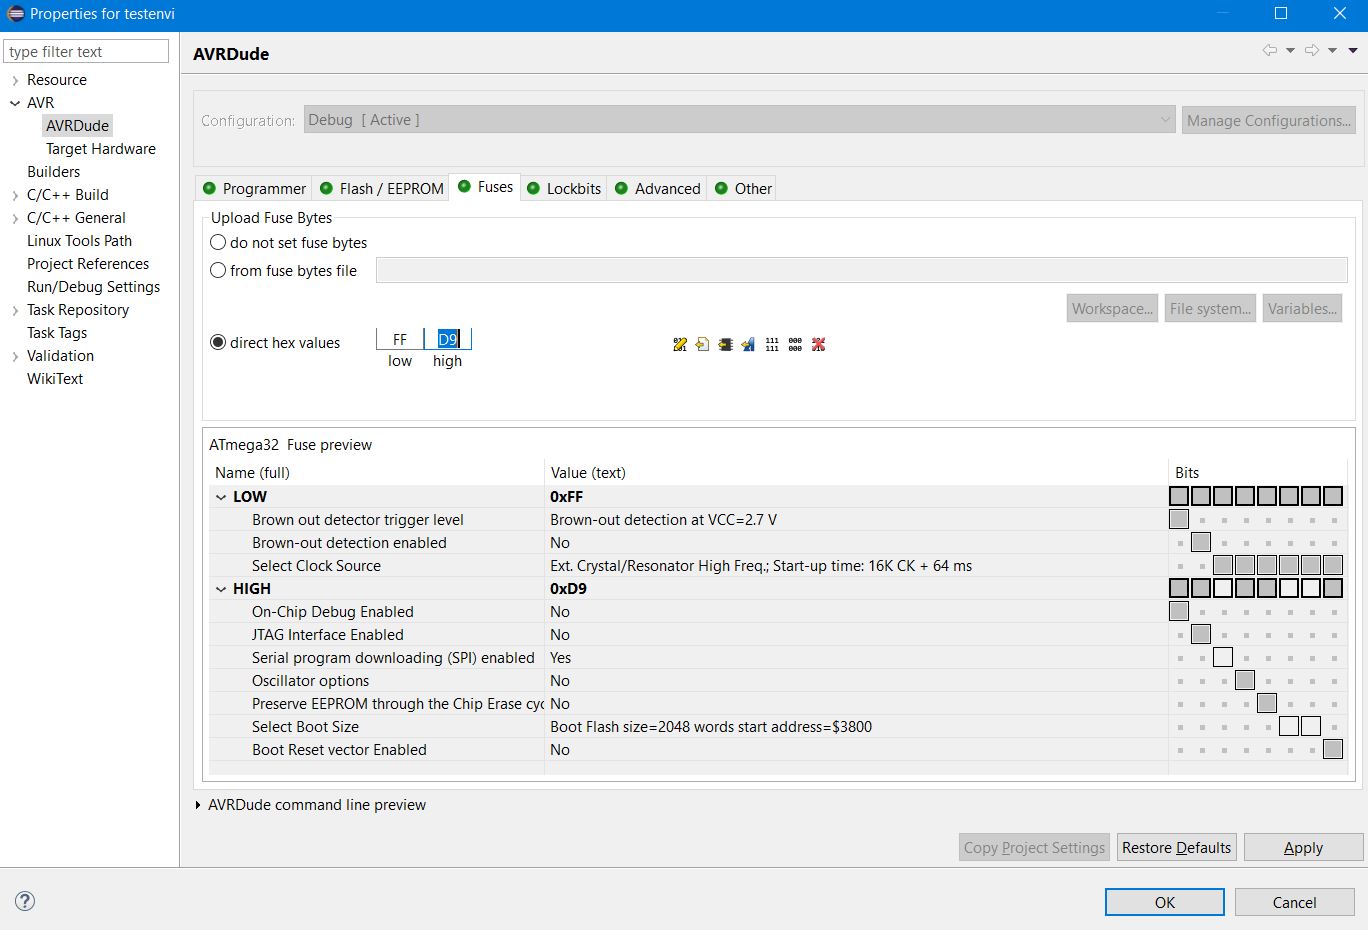 Properties for testenvi
type filter text
Resource
AVR
AVRDude
Target Hardware
Builders
C/C++ Build
C/C++ General
Linux Tools Path
Project References
Run/Debug Settings
Task Repository
Task Tags
Validation
WikiText
AVRDude
Configuration: Debug [ Active ] Manage Configurations...
Programmer Flash / EEPROM Fuses Lockbits Advanced Other
Upload Fuse Bytes
do not set fuse bytes
from fuse bytes file
Workspace... File system... Variables...
direct hex values FF D9
low high
ATmega32 Fuse preview
Name (full) Value (text) Bits
LOW 0xFF
Brown out detector trigger level Brown-out detection at VCC=2.7 V
Brown-out detection enabled No
Select Clock Source Ext. Crystal/Resonator High Freq.; Start-up time: 16K CK + 64 ms
HIGH 0xD9
On-Chip Debug Enabled No
JTAG Interface Enabled No
Serial program downloading (SPI) enabled Yes
Oscillator options No
Preserve EEPROM through the Chip Erase cyc No
Select Boot Size Boot Flash size=2048 words start address=$3800
Boot Reset vector Enabled No
AVRDude command line preview
Copy Project Settings Restore Defaults Apply
OK Cancel